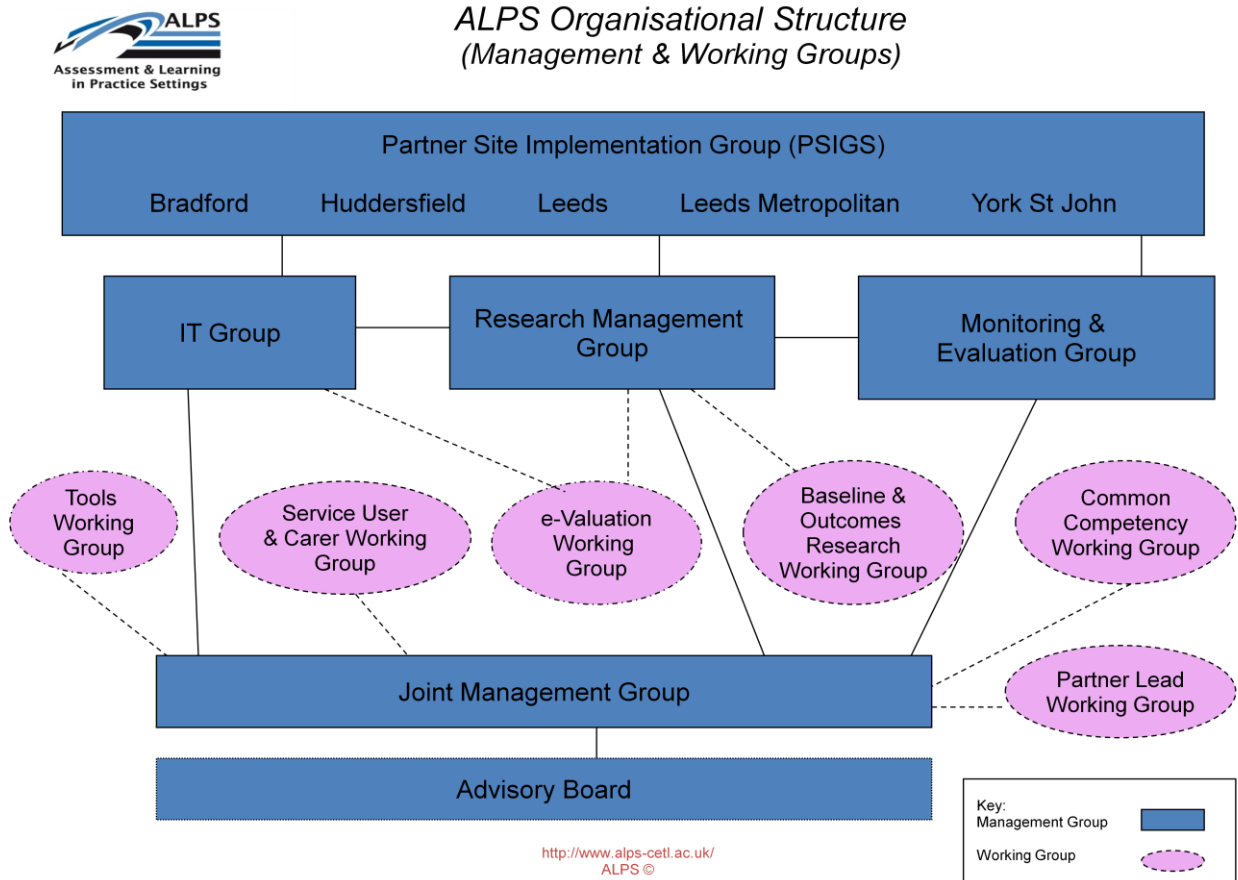 ALPS
Assessment & Learning
in Practice Settings
ALPS Organisational Structure
(Management & Working Groups)
Partner Site Implementation Group (PSIGS)
Bradford Huddersfield Leeds Leeds Metropolitan York St John
IT Group
Research Management
Group
Monitoring &
Evaluation Group
Tools
Working
Group
Service User
& Carer Working
Group
e-Valuation
Working
Group
Baseline &
Outcomes
Research
Working Group
Common
Competency
Working Group
Joint Management Group
Partner Lead
Working Group
Advisory Board
Key:
Management Group
Working Group
http://www.alps-cetl.ac.uk/
ALPS ©